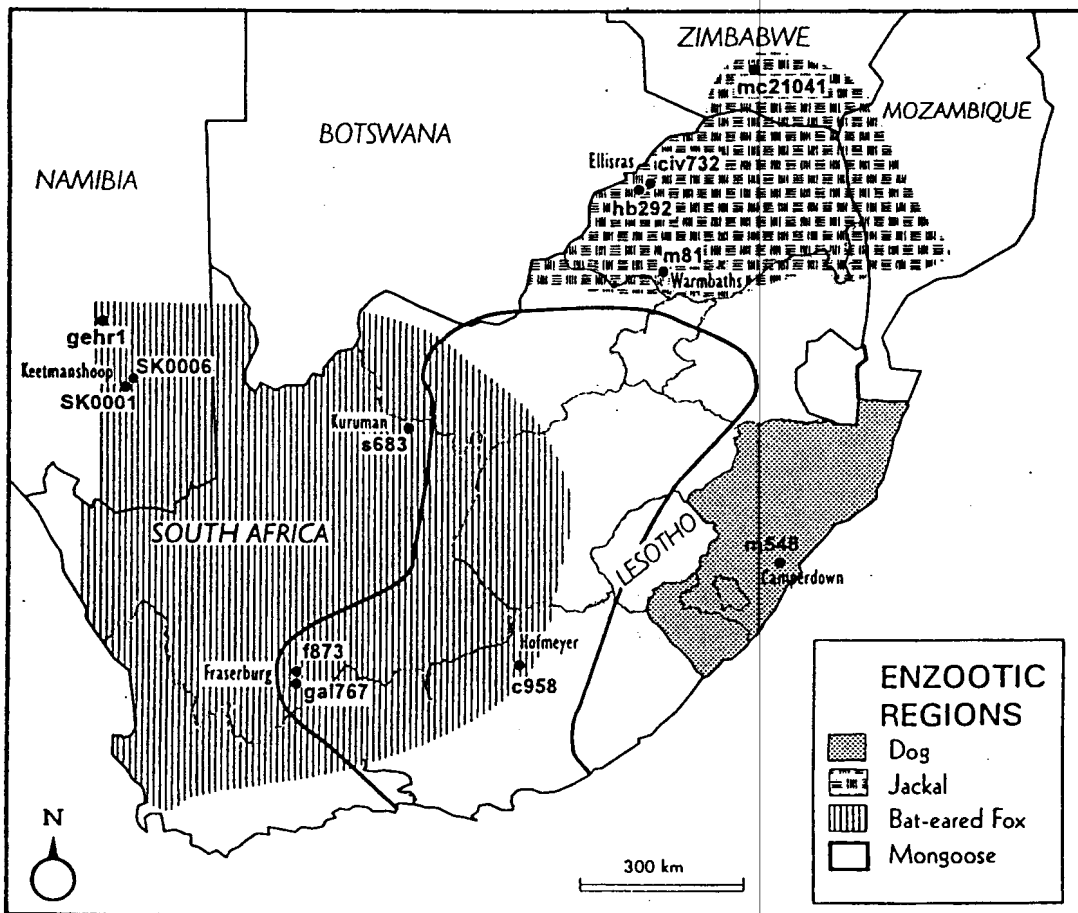 ZIMBABWE
mc21041
MOZAMBIQUE
BOTSWANA
Ellisras
civ732
hb292
NAMIBIA
m81
Warmbaths
gehr1
Keetmanshoop
SK0006
SK0001
Kuruman
s683
SOUTH AFRICA
LESOTHO
m548
Camperdown
Hofmeyer
c958
Fraserburg
f873
gal767
ENZOOTIC
REGIONS
Dog
Jackal
Bat-eared Fox
Mongoose
N
300 km